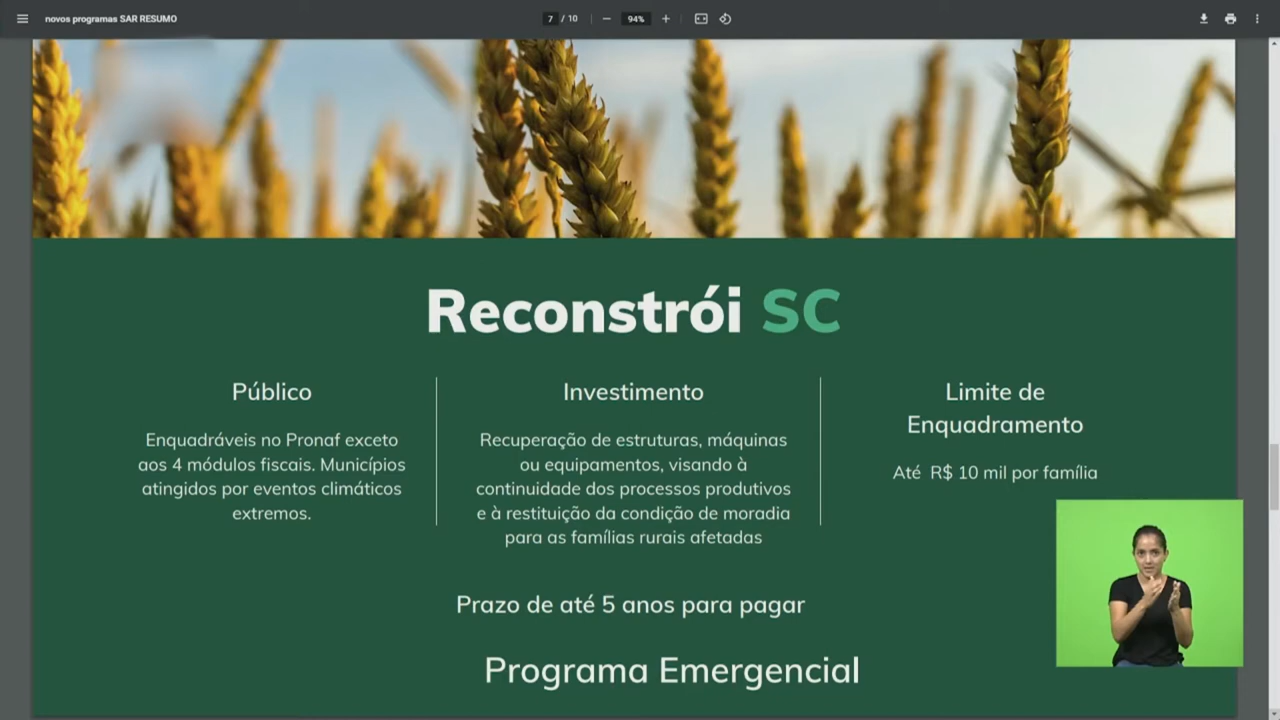 novos programas SAR RESUMO
7 / 10
94%
Reconstrói SC
Público
Enquadráveis no Pronaf exceto
aos 4 módulos fiscais. Municípios
atingidos por eventos climáticos
extremos.
Investimento
Recuperação de estruturas, máquinas
ou equipamentos, visando à
continuidade dos processos produtivos
e à restituição da condição de moradia
para as famílias rurais afetadas
Limite de
Enquadramento
Até R$ 10 mil por família
Prazo de até 5 anos para pagar
Programa Emergencial